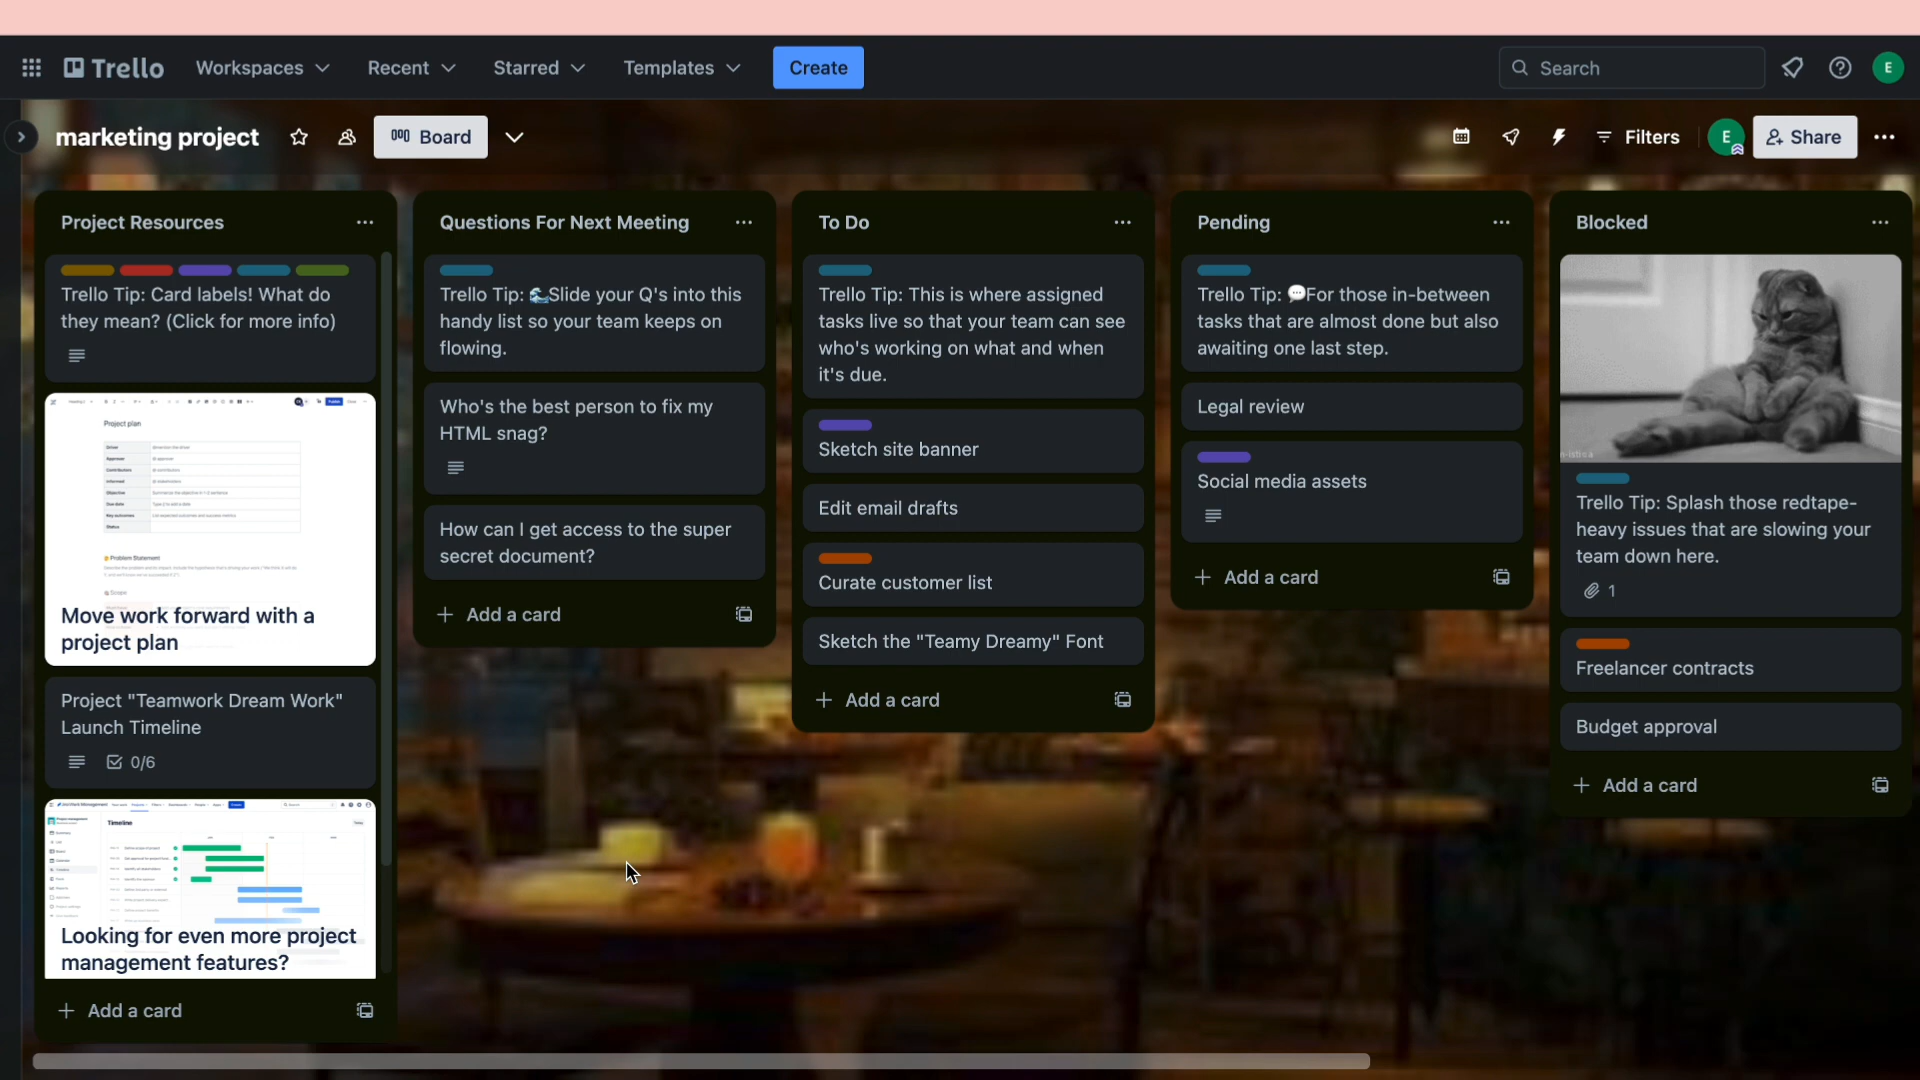 Trello
Workspaces
Recent
Starred
Templates
Create
Search
E
marketing project
Board
Filters
E
Share
Project Resources
Trello Tip: Card labels! What do
they mean? (Click for more info)
Project plan
Problem Statement
Scope
Move work forward with a
project plan
Project "Teamwork Dream Work"
Launch Timeline
0/6
Timeline
Looking for even more project
management features?
+ Add a card
Questions For Next Meeting
Trello Tip: 🌊Slide your Q's into this
handy list so your team keeps on
flowing.
Who's the best person to fix my
HTML snag?
How can I get access to the super
secret document?
+ Add a card
To Do
Trello Tip: This is where assigned
tasks live so that your team can see
who's working on what and when
it's due.
Sketch site banner
Edit email drafts
Curate customer list
Sketch the "Teamy Dreamy" Font
+ Add a card
Pending
Trello Tip: 💬For those in-between
tasks that are almost done but also
awaiting one last step.
Legal review
Social media assets
+ Add a card
Blocked
Trello Tip: Splash those redtape-
heavy issues that are slowing your
team down here.
1
Freelancer contracts
Budget approval
+ Add a card